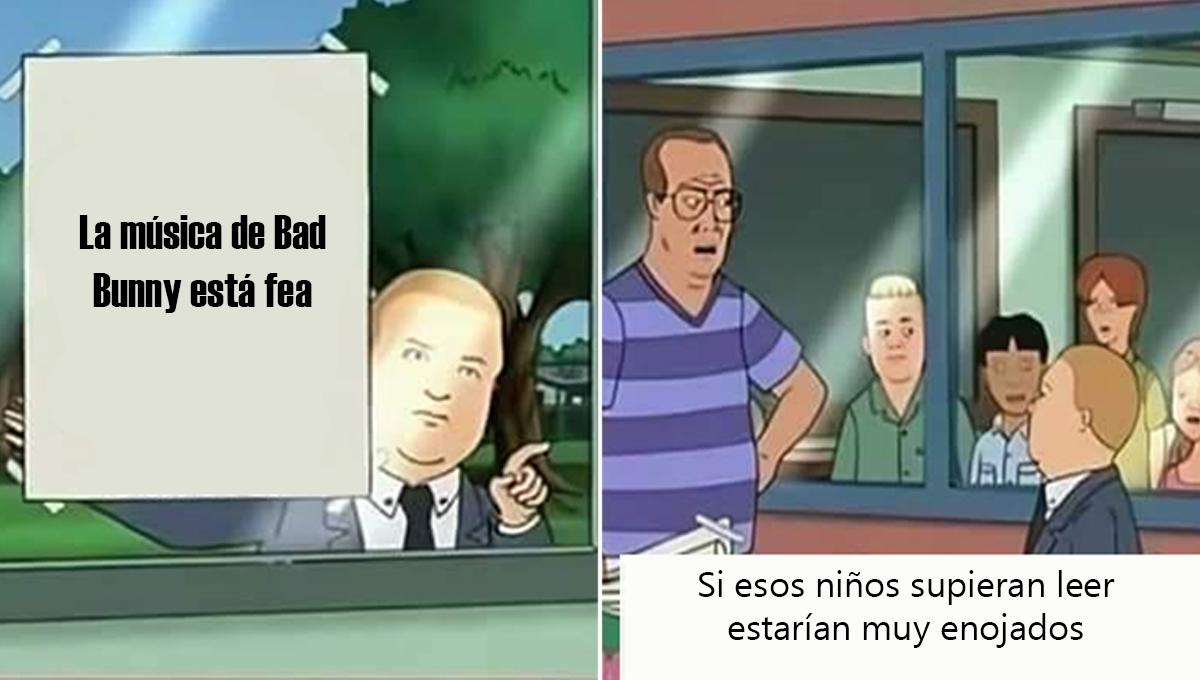 La música de Bad
Bunny está fea
Si esos niños supieran leer
estarían muy enojados